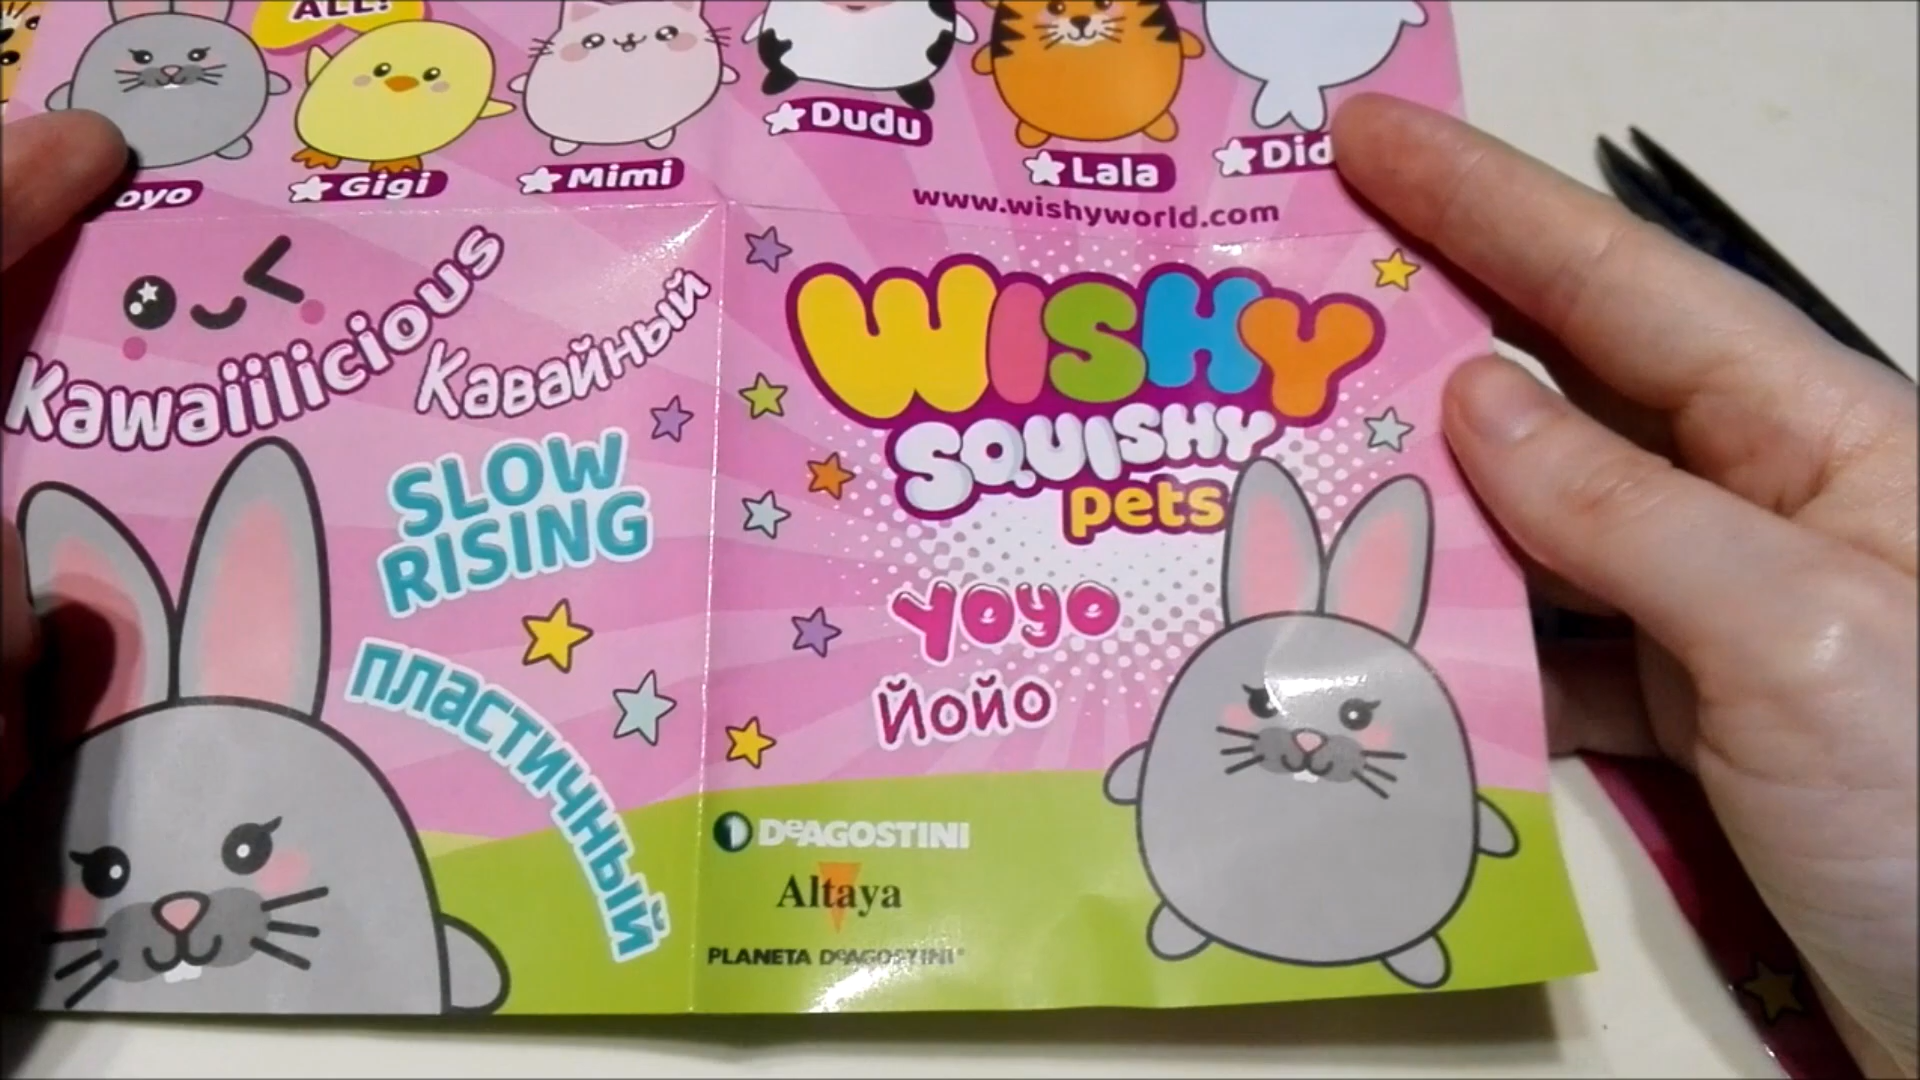 ALL!
oyo
Gigi
Mimi
Dudu
Lala
Did
www.wishyworld.com
Kawaiilicious
Кавайный
SLOW
RISING
пластичный
WISHY
SQUISHY
pets
yoyo
Йойо
DeAGOSTINI
Altaya
PLANETA DeAGOSTINI